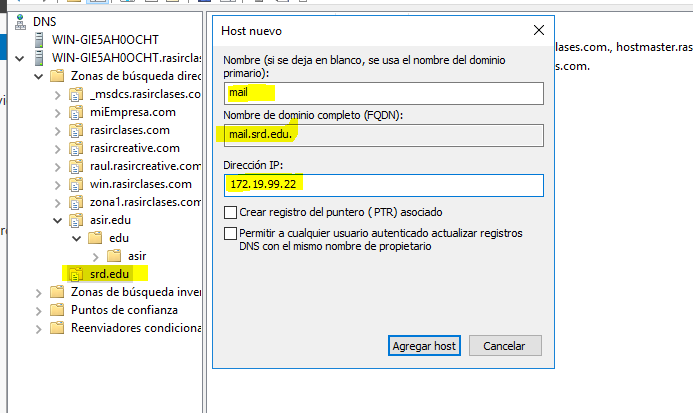 DNS
WIN-GIE5AH0OCHT
WIN-GIE5AH0OCHT.rasirclas
Zonas de búsqueda direc
_msdcs.rasirclases.com
miEmpresa.com
rasirclases.com
rasircreative.com
raul.rasircreative.com
win.rasirclases.com
zona1.rasirclases.com
asir.edu
edu
asir
srd.edu
Zonas de búsqueda inver
Puntos de confianza
Reenviadores condiciona
Host nuevo
Nombre (si se deja en blanco, se usa el nombre del dominio
primario):
mail
Nombre de dominio completo (FQDN):
mail.srd.edu.
Dirección IP:
172.19.99.22
Crear registro del puntero ( PTR) asociado
Permitir a cualquier usuario autenticado actualizar registros
DNS con el mismo nombre de propietario
Agregar host
Cancelar
lases.com., hostmaster.ras
s.com.